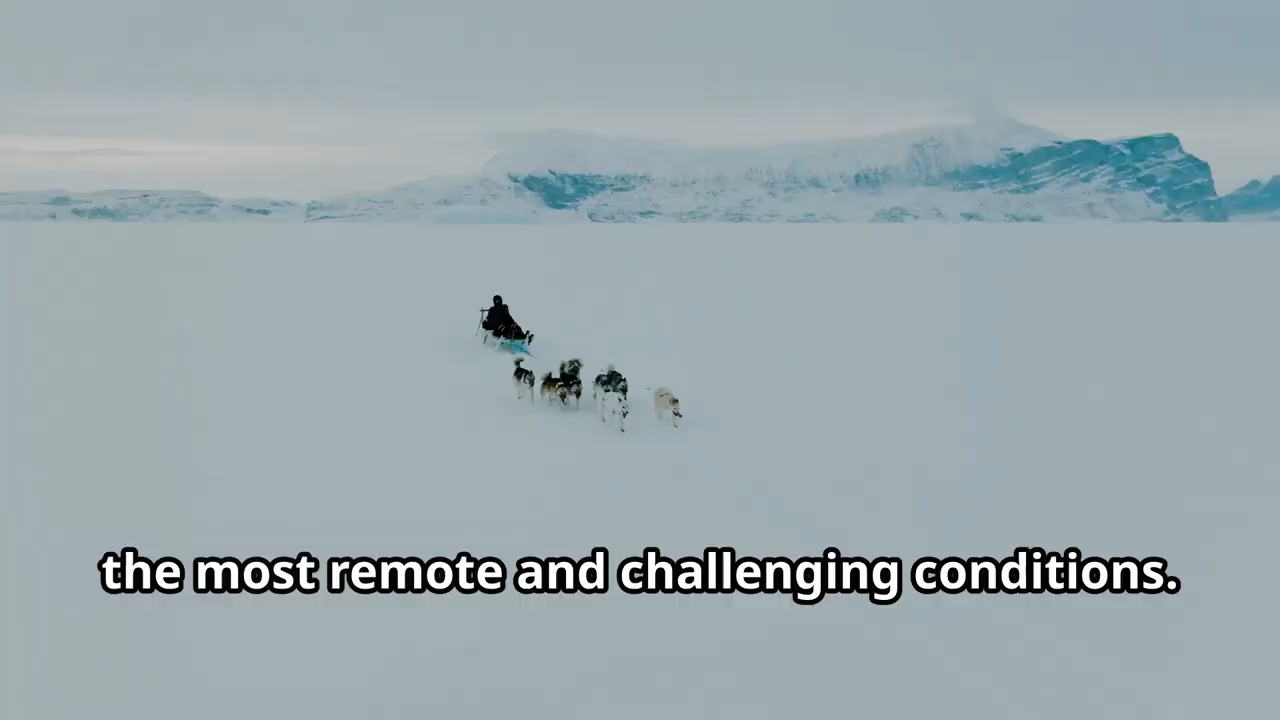 the most remote and challenging conditions.